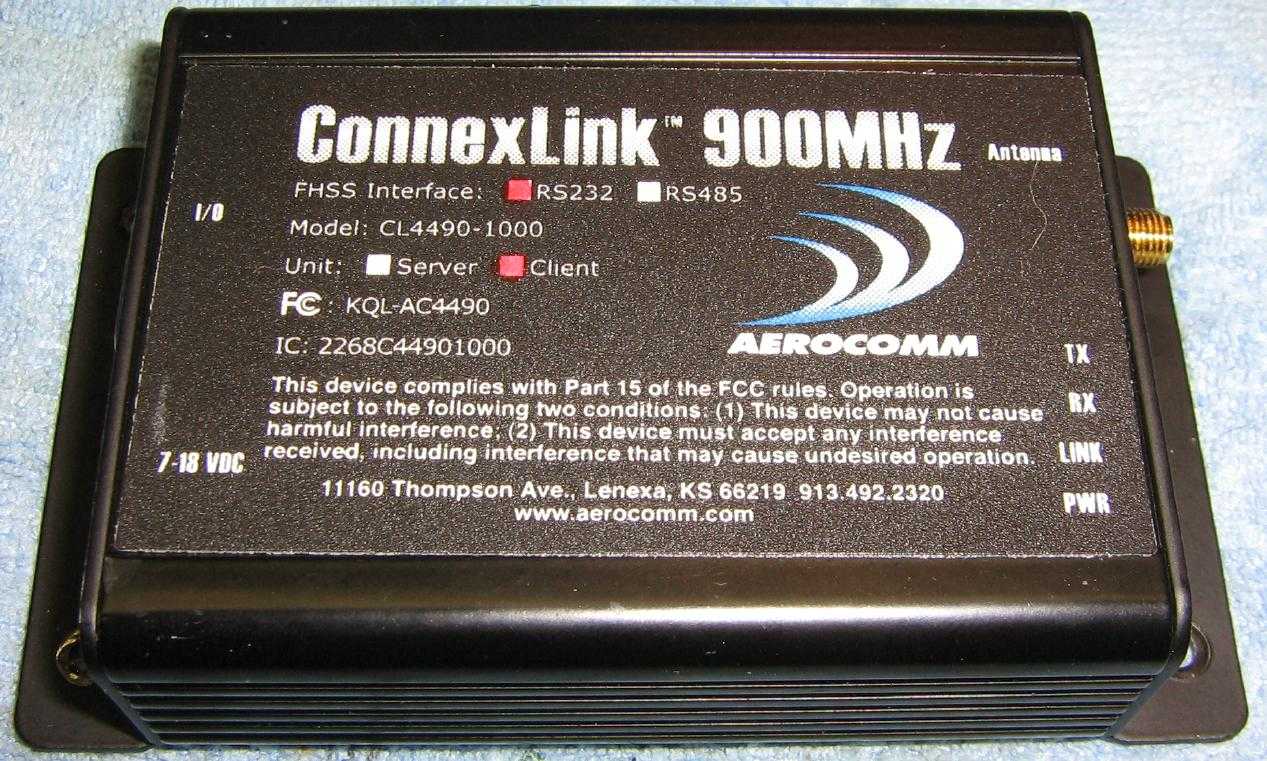 ConnexLink™ 900MHz
Antenna
FHSS Interface: RS232 RS485
I/O
Model: CL4490-1000
Unit: Server Client
FC: KQL-AC4490
IC: 2268C44901000
AEROCOMM
TX
This device complies with Part 15 of the FCC rules. Operation is
subject to the following two conditions: (1) This device may not cause
RX
harmful interference; (2) This device must accept any interference
received, including interference that may cause undesired operation.
LINK
7-18 VDC
11160 Thompson Ave., Lenexa, KS 66219 913.492.2320
PWR
www.aerocomm.com